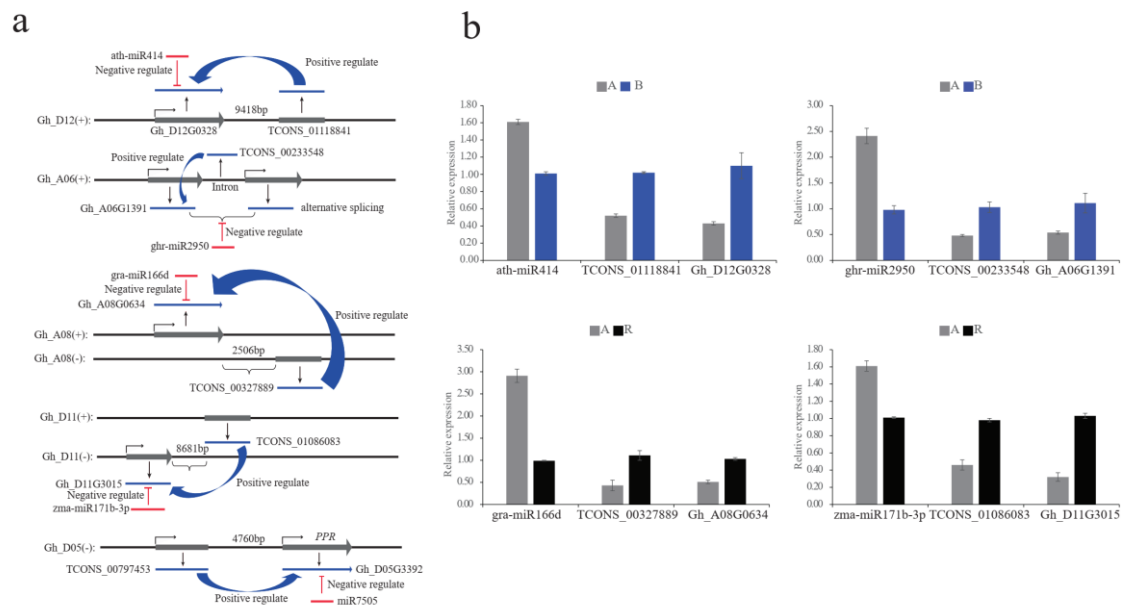 a
ath-miR414
Negative regulate
Positive regulate
9418bp
Gh_D12(+):
Gh_D12G0328
TCONS_01118841
Positive regulate
TCONS_00233548
Gh_A06(+):
Intron
Gh_A06G1391
alternative splicing
Negative regulate
ghr-miR2950
gra-miR166d
Negative regulate
Gh_A08G0634
Positive regulate
Gh_A08(+):
Gh_A08(-):
2506bp
TCONS_00327889
Gh_D11(+):
TCONS_01086083
8681bp
Gh_D11(-):
Gh_D11G3015
Negative regulate
Positive regulate
zma-miR171b-3p
4760bp
PPR
Gh_D05(-):
TCONS_00797453
Gh_D05G3392
Negative regulate
Positive regulate
miR7505
b
A B
Relative expression
1.80
1.60
1.40
1.20
1.00
0.80
0.60
0.40
0.20
0.00
ath-miR414 TCONS_01118841 Gh_D12G0328
A B
Relative expression
3.00
2.50
2.00
1.50
1.00
0.50
0.00
ghr-miR2950 TCONS_00233548 Gh_A06G1391
A R
Relative expression
3.50
3.00
2.50
2.00
1.50
1.00
0.50
0.00
gra-miR166d TCONS_00327889 Gh_A08G0634
A R
Relative expression
1.80
1.60
1.40
1.20
1.00
0.80
0.60
0.40
0.20
0.00
zma-miR171b-3p TCONS_01086083 Gh_D11G3015